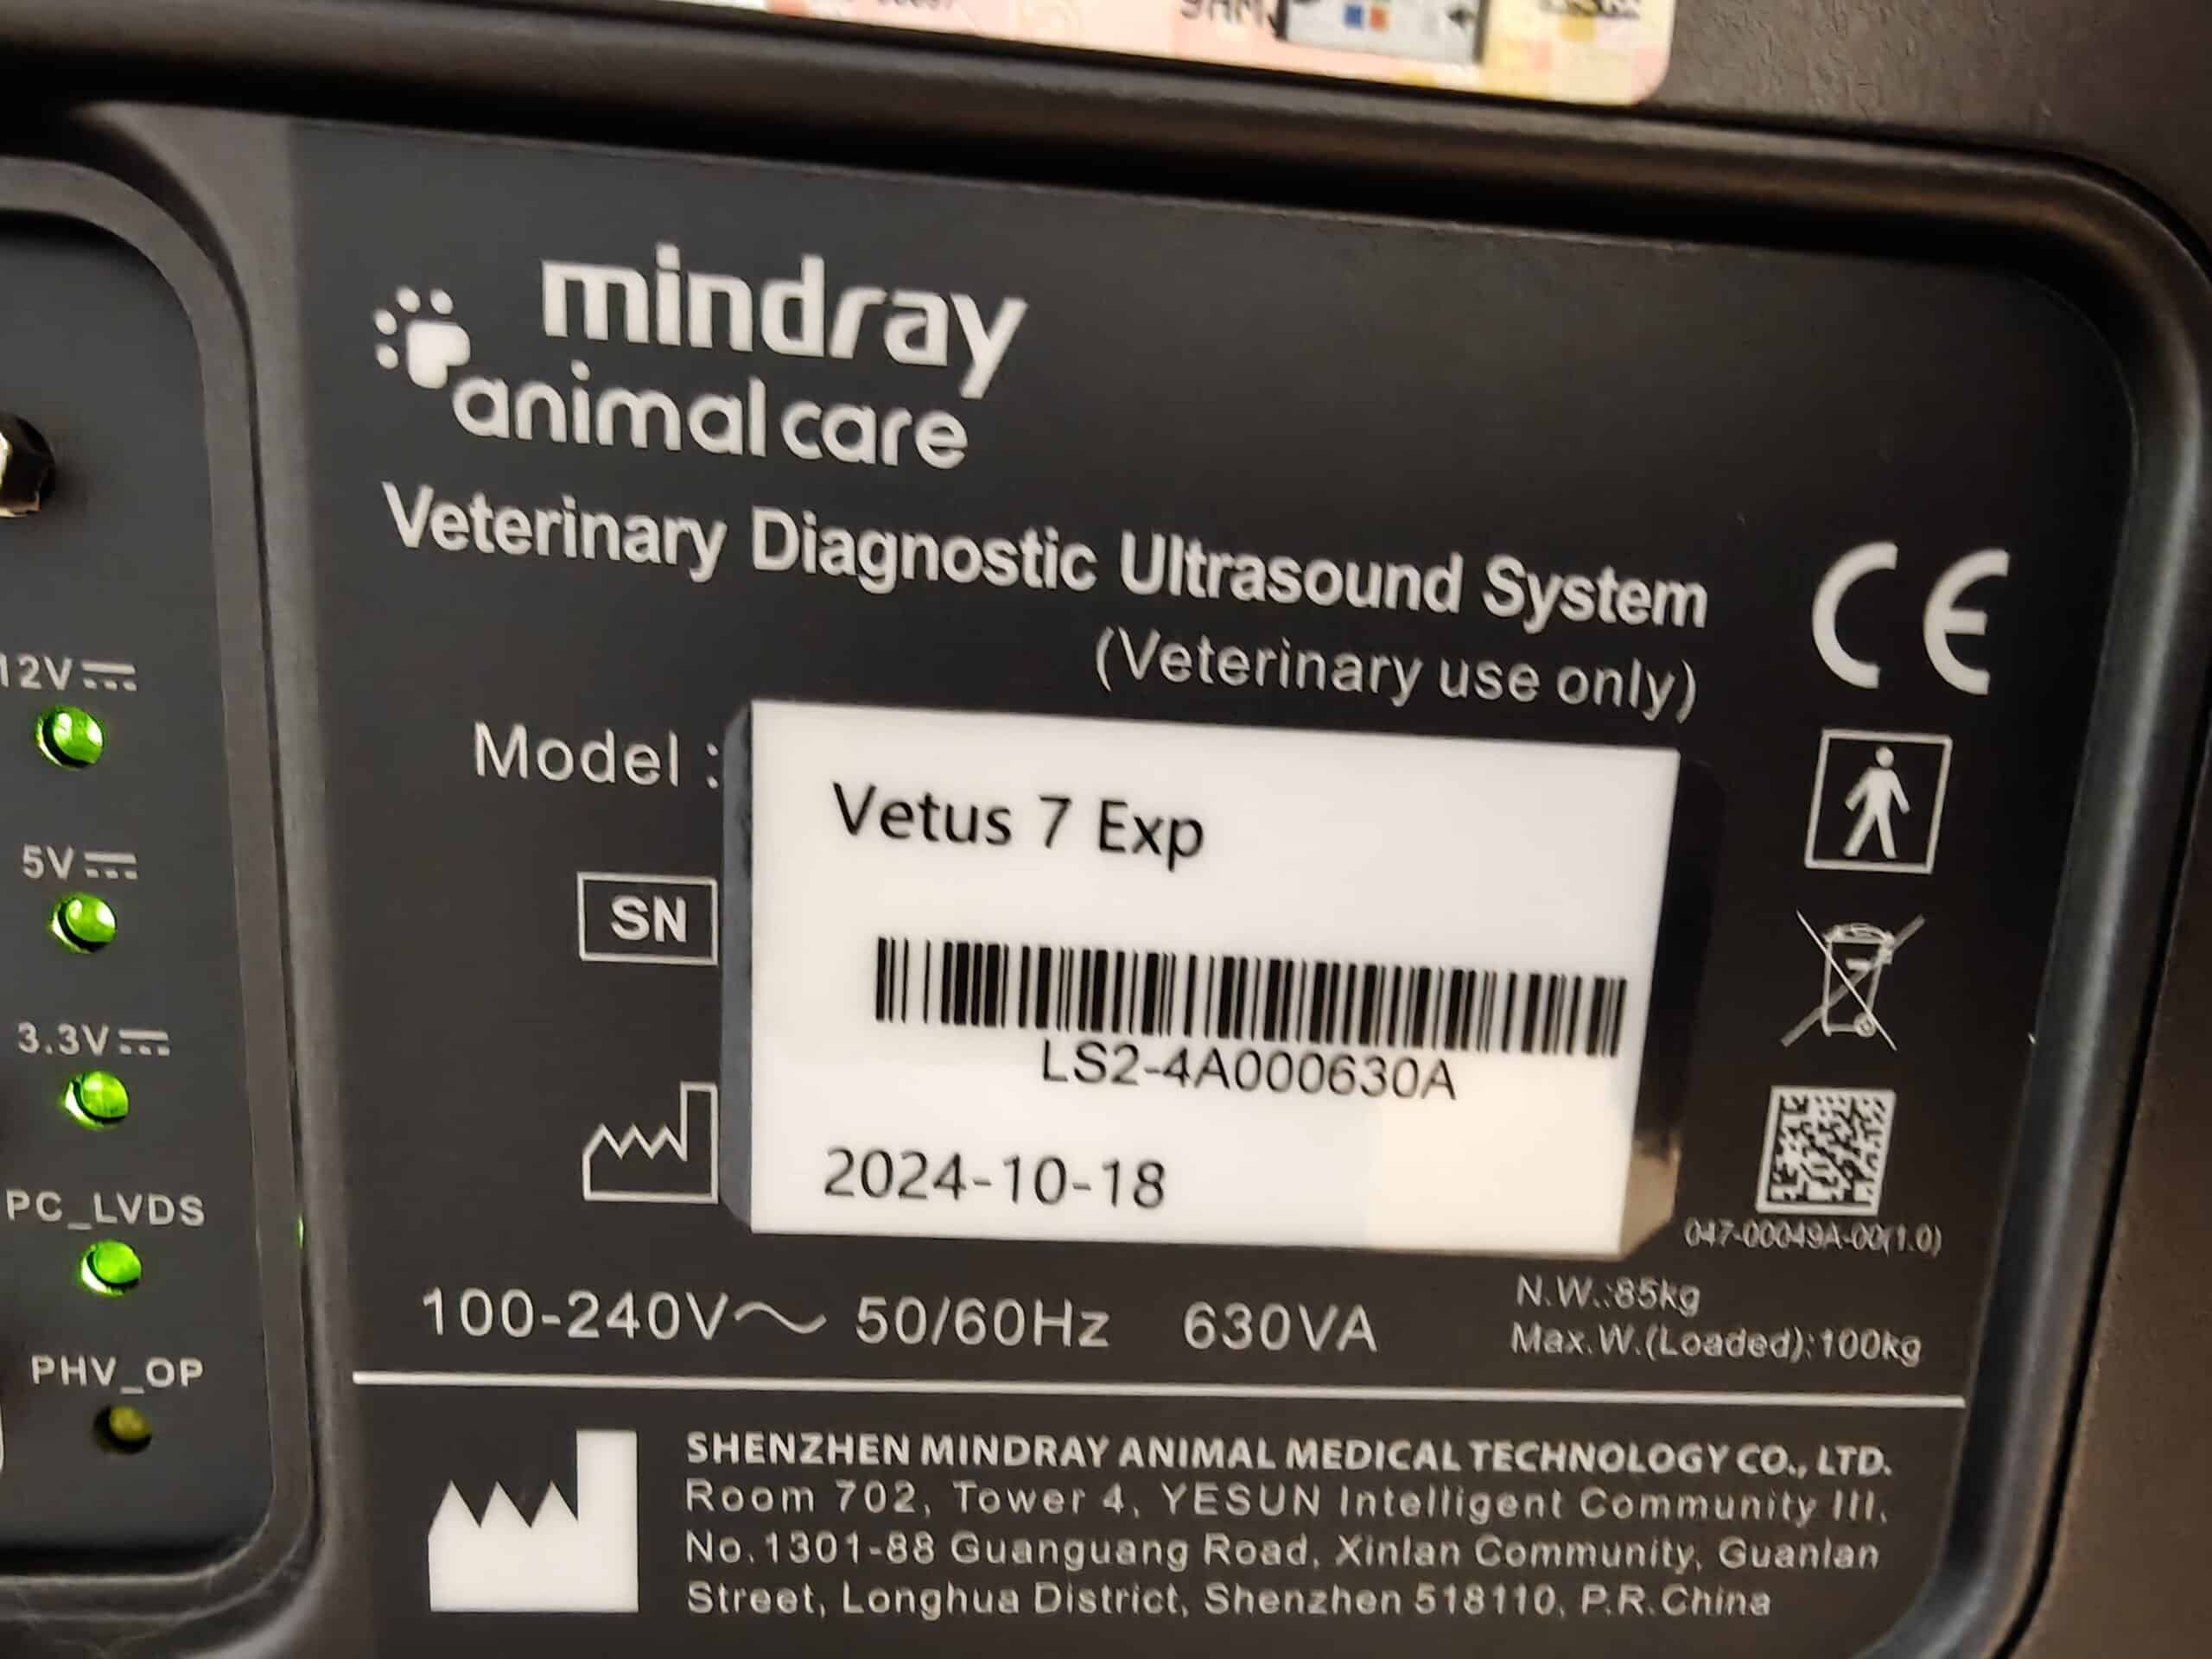 mindray
animal care
Veterinary Diagnostic Ultrasound System
(Veterinary use only)
CE
Model :
Vetus 7 Exp
SN
LS2-4A000630A
2024-10-18
047-00049A-00(1.0)
100-240V~ 50/60Hz 630VA
N.W.:85kg
Max.W.(Loaded):100kg
SHENZHEN MINDRAY ANIMAL MEDICAL TECHNOLOGY CO., LTD.
Room 702, Tower 4, YESUN Intelligent Community III,
No.1301-88 Guanguang Road, Xinlan Community, Guanlan
Street, Longhua District, Shenzhen 518110, P.R.China
12V
5V
3.3V
PC_LVDS
PHV_OP